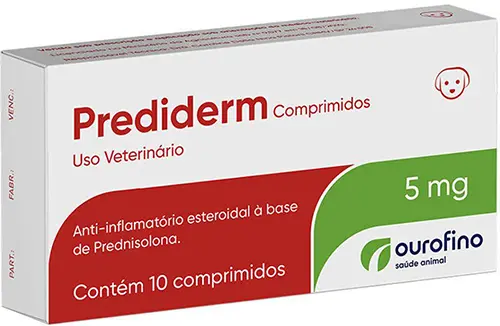 VENC.:
FABR.:
PART.:
Prediderm Comprimidos
Uso Veterinário
5 mg
Anti-inflamatório esteroidal à base
de Prednisolona.
Contém 10 comprimidos
ourofino
saúde animal